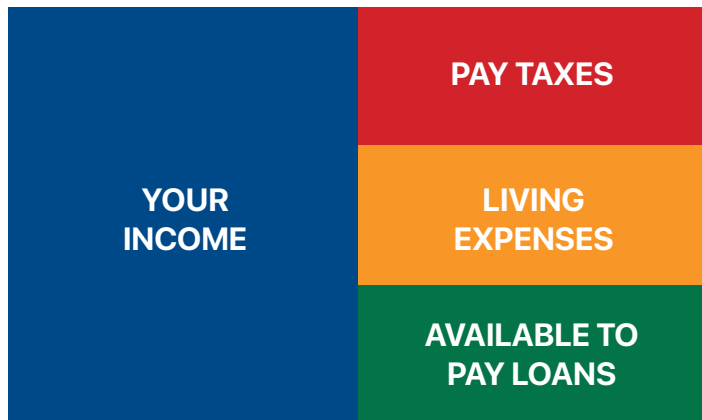 YOUR
INCOME
PAY TAXES
LIVING
EXPENSES
AVAILABLE TO
PAY LOANS